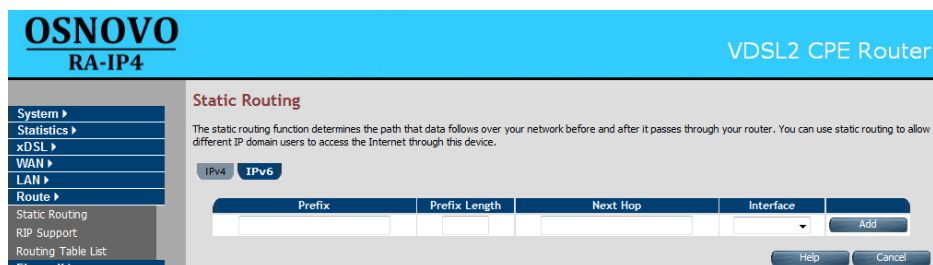 OSNOVO
RA-IP4
VDSL2 CPE Router
System
Statistics
xDSL
WAN
LAN
Route
Static Routing
RIP Support
Routing Table List
Static Routing
The static routing function determines the path that data follows over your network before and after it passes through your router. You can use static routing to allow
different IP domain users to access the Internet through this device.
IPv4 IPv6
Prefix Prefix Length Next Hop Interface
Add
Help Cancel